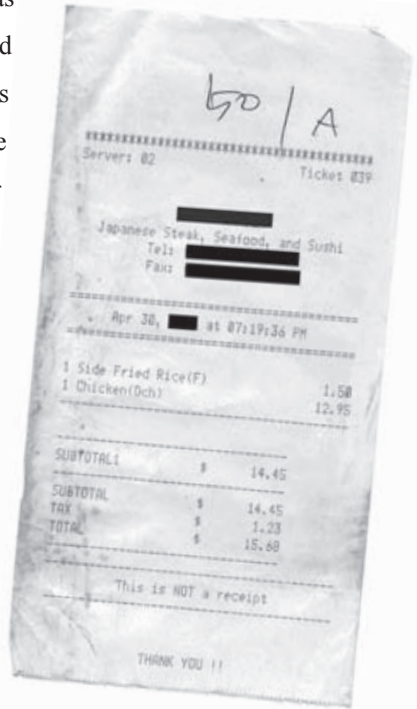 as
d
s
e
50 / A
Server: 02 Ticket 039
Japanese Steak, Seafood, and Sushi
Tel:
Fax:
Apr 30, at 07:19:36 PM
1 Side Fried Rice(F) 1.50
1 Chicken(Dch) 12.95
SUBTOTAL1 $ 14.45
SUBTOTAL $ 14.45
TAX $ 1.23
TOTAL $ 15.68
This is NOT a receipt
THANK YOU !!